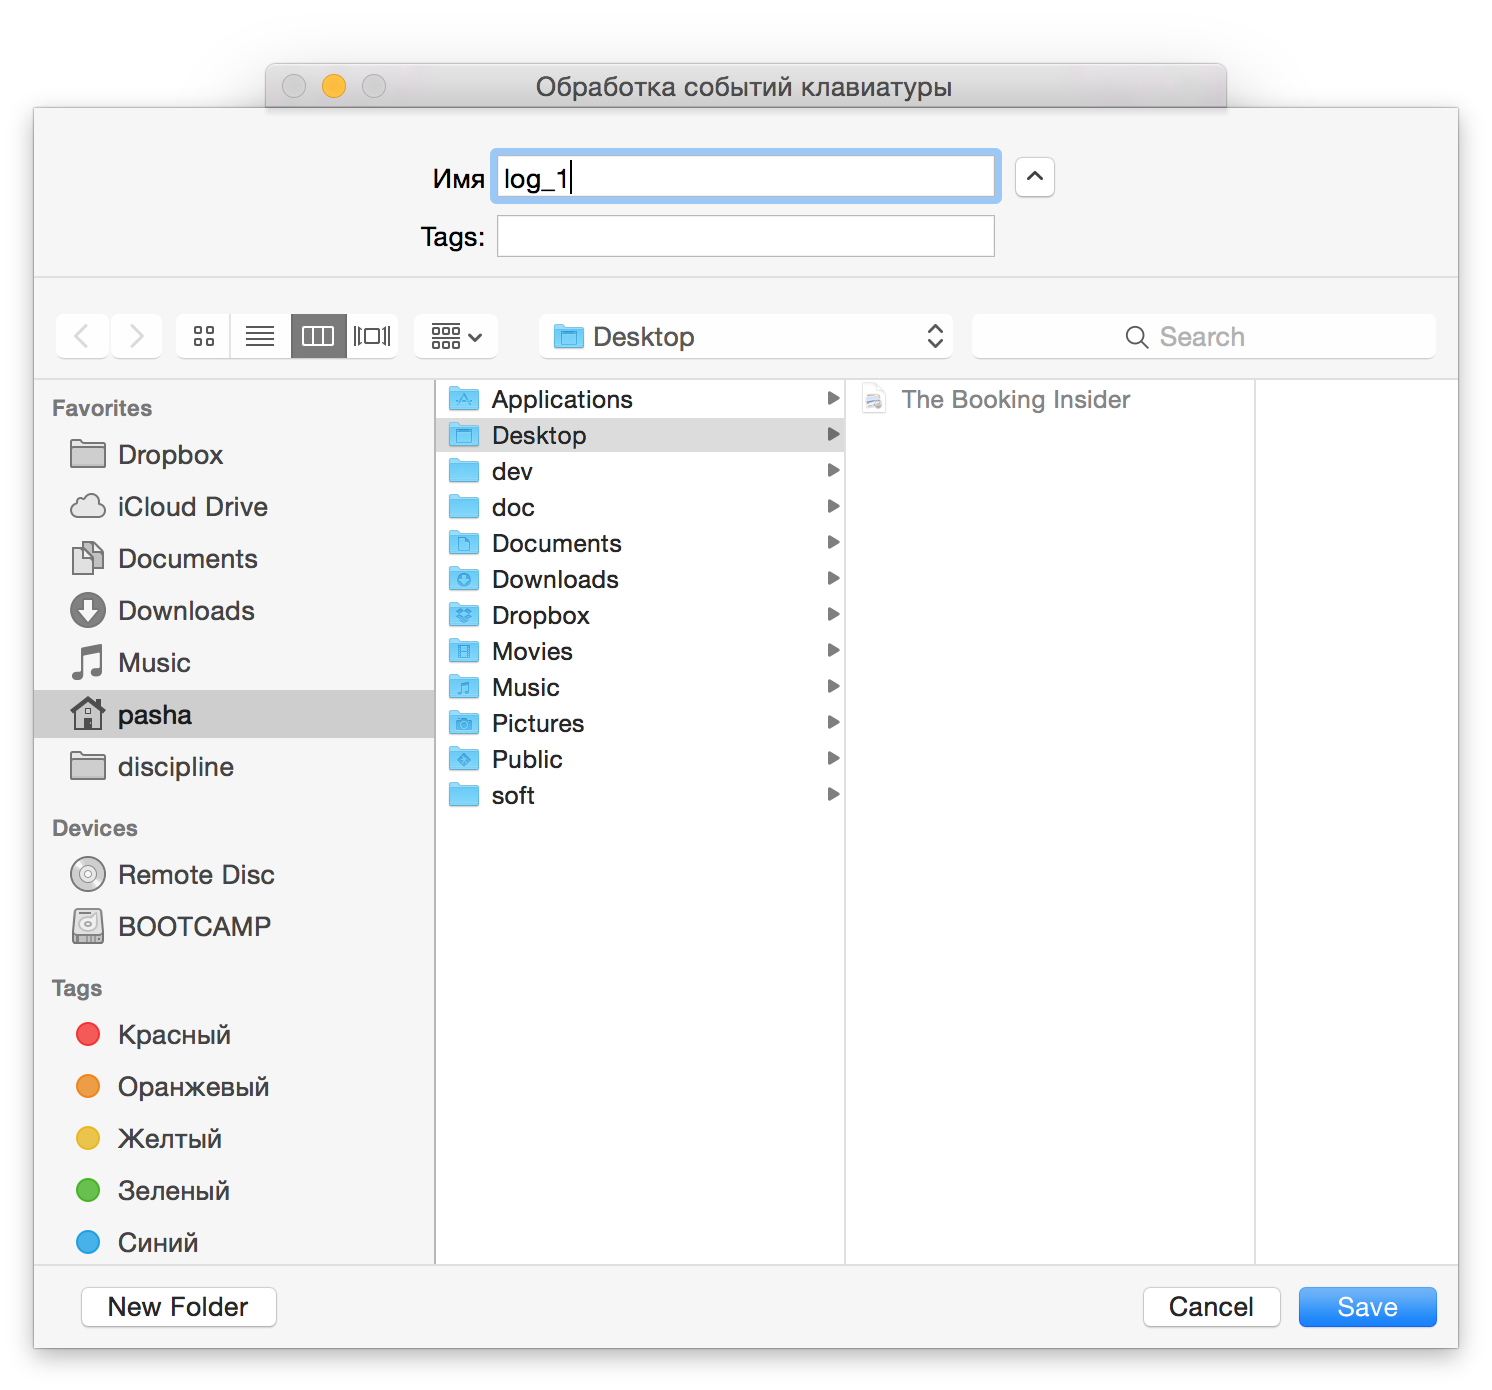 Обработка событий клавиатуры
Имя log_1
Tags:
Desktop
Search
Favorites
Dropbox
iCloud Drive
Documents
Downloads
Music
pasha
discipline
Devices
Remote Disc
BOOTCAMP
Tags
Красный
Оранжевый
Желтый
Зеленый
Синий
Applications
Desktop
dev
doc
Documents
Downloads
Dropbox
Movies
Music
Pictures
Public
soft
The Booking Insider
New Folder
Cancel
Save